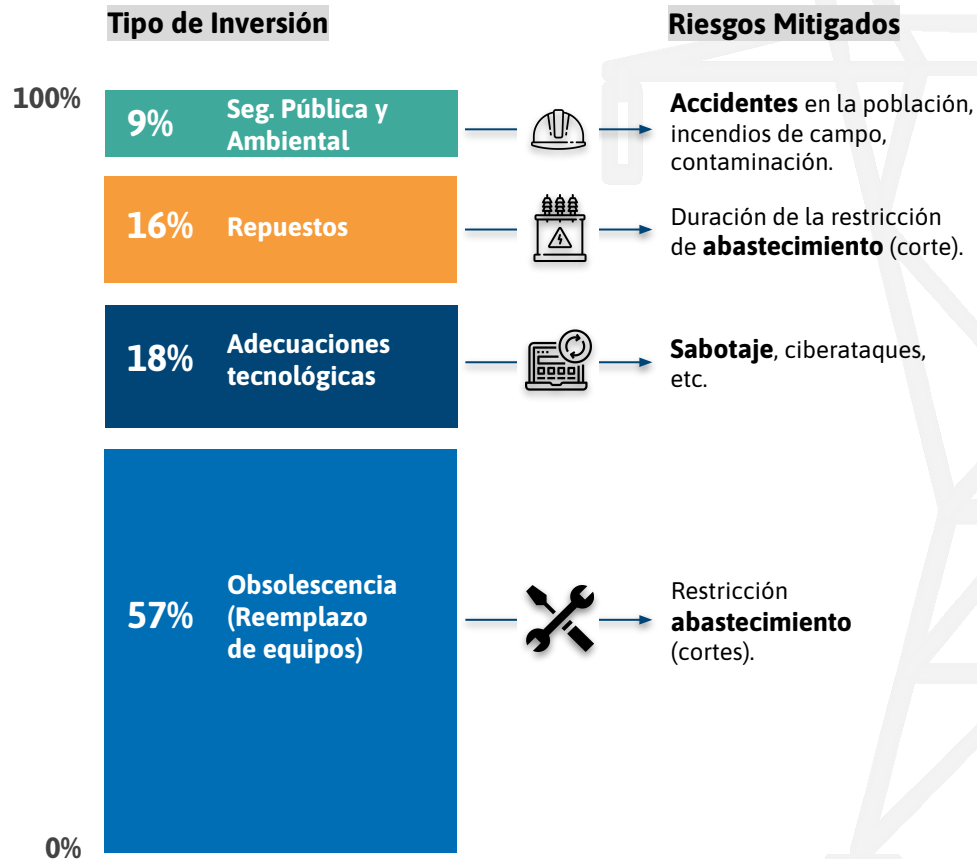 Tipo de Inversión
Riesgos Mitigados
100%
9%
Seg. Pública y
Ambiental
Accidentes en la población,
incendios de campo,
contaminación.
16%
Repuestos
Duración de la restricción
de abastecimiento (corte).
18%
Adecuaciones
tecnológicas
Sabotaje, ciberataques,
etc.
57%
Obsolescencia
(Reemplazo
de equipos)
Restricción
abastecimiento
(cortes).
0%